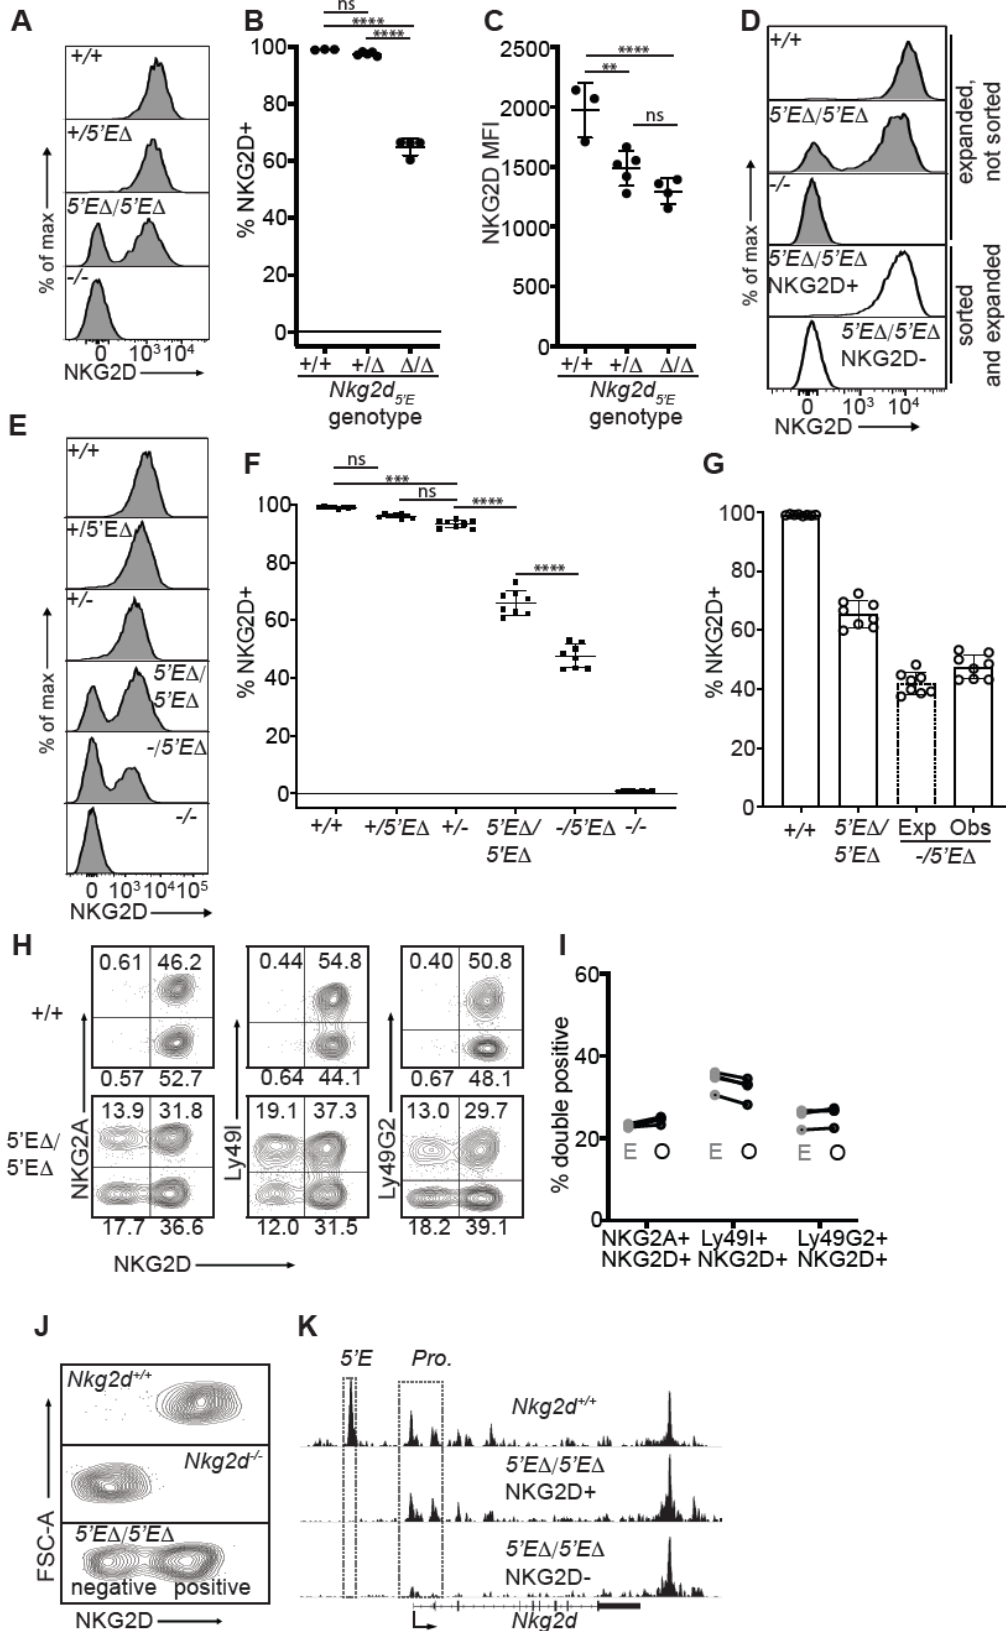 A
+/+
+/5'EΔ
5'EΔ/5'EΔ
-/-
% of max
0 10³ 10⁴
NKG2D
B
ns
****
****
% NKG2D+
100
80
60
40
20
0
+/+ +/Δ Δ/Δ
Nkg2d5'E
genotype
C
****
**
ns
NKG2D MFI
2500
2000
1500
1000
500
0
+/+ +/Δ Δ/Δ
Nkg2d5'E
genotype
D
+/+
5'EΔ/5'EΔ
-/-
5'EΔ/5'EΔ
NKG2D+
5'EΔ/5'EΔ
NKG2D-
% of max
expanded,
not sorted
sorted
and expanded
0 10³ 10⁴
NKG2D
E
+/+
+/5'EΔ
+/-
5'EΔ/
5'EΔ
-/5'EΔ
-/-
% of max
0 10³ 10⁴ 10⁵
NKG2D
F
ns
***
ns
****
****
% NKG2D+
100
80
60
40
20
0
+/+ +/5'EΔ +/- 5'EΔ/ -/5'EΔ -/-
5'EΔ
G
% NKG2D+
100
80
60
40
20
0
+/+ 5'EΔ/ Exp Obs
5'EΔ -/5'EΔ
H
+/+
0.61 46.2
0.57 52.7
0.44 54.8
0.64 44.1
0.40 50.8
0.67 48.1
5'EΔ/
5'EΔ
NKG2A
13.9 31.8
17.7 36.6
Ly49I
19.1 37.3
12.0 31.5
Ly49G2
13.0 29.7
18.2 39.1
NKG2D
I
% double positive
60
40
20
0
E O E O E O
NKG2A+ Ly49I+ Ly49G2+
NKG2D+ NKG2D+ NKG2D+
J
Nkg2d+/+
Nkg2d-/-
5'EΔ/5'EΔ
negative positive
FSC-A
NKG2D
K
5'E Pro.
Nkg2d+/+
5'EΔ/5'EΔ
NKG2D+
5'EΔ/5'EΔ
NKG2D-
Nkg2d